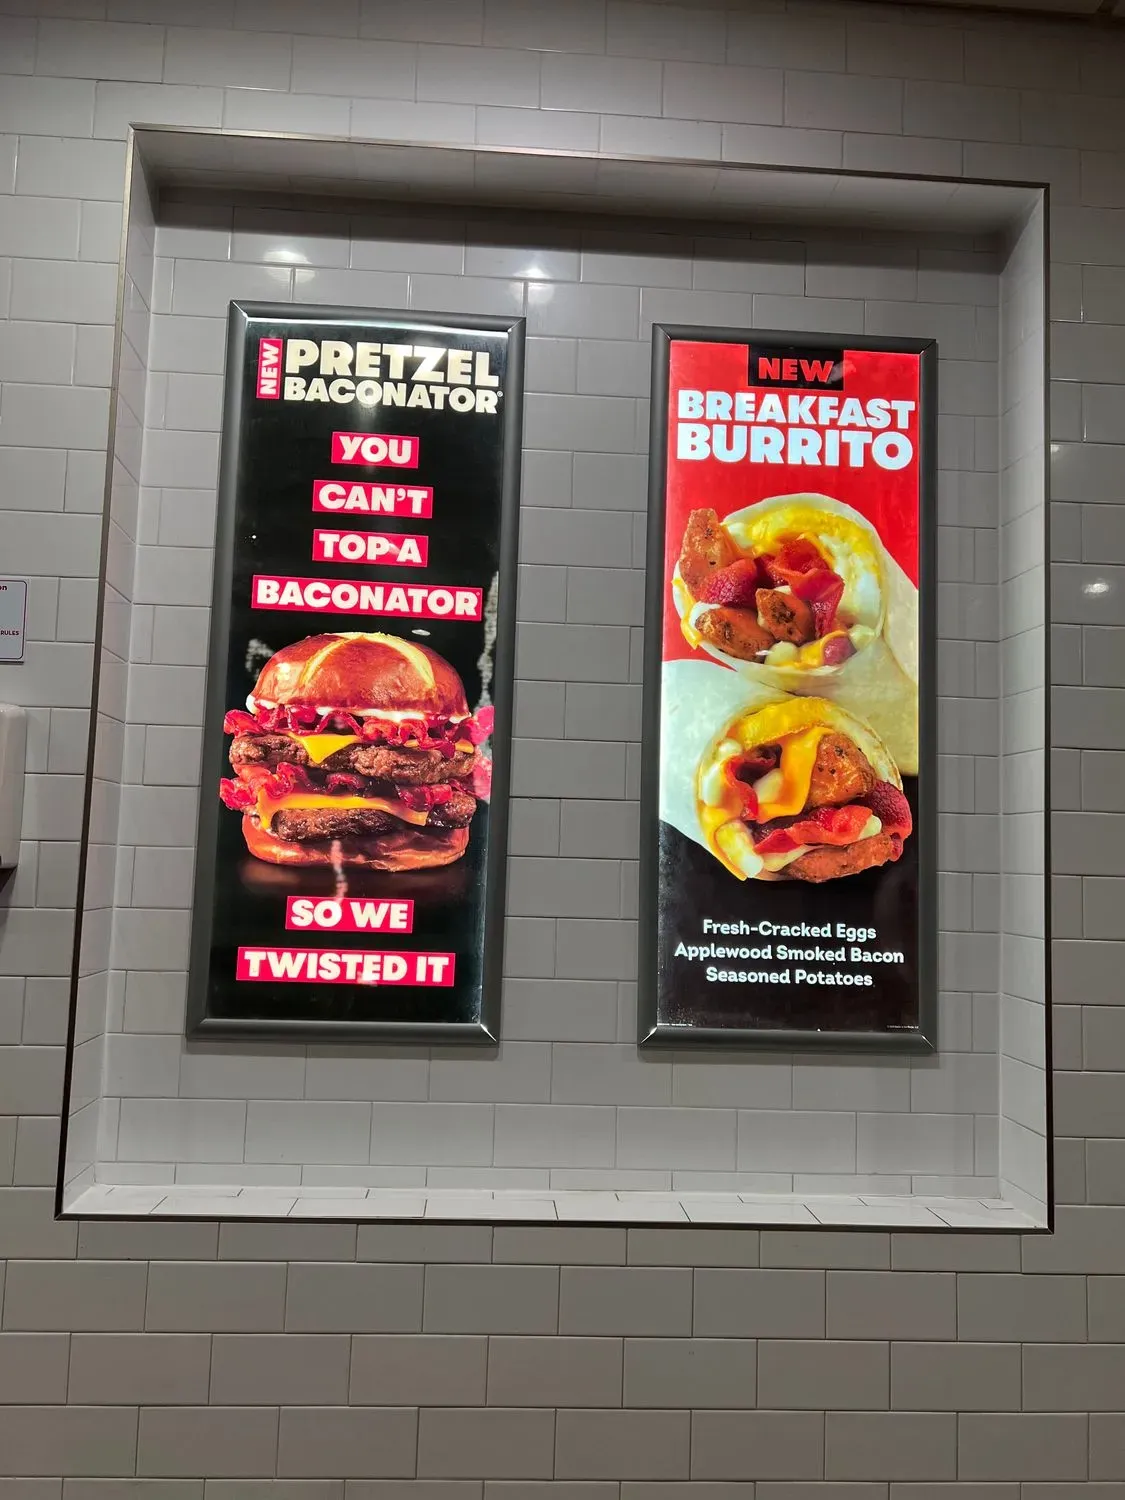 NEW
PRETZEL
BACONATOR®
YOU
CAN'T
TOP A
BACONATOR®
SO WE
TWISTED IT
NEW
BREAKFAST
BURRITO
Fresh-Cracked Eggs
Applewood Smoked Bacon
Seasoned Potatoes
RULES